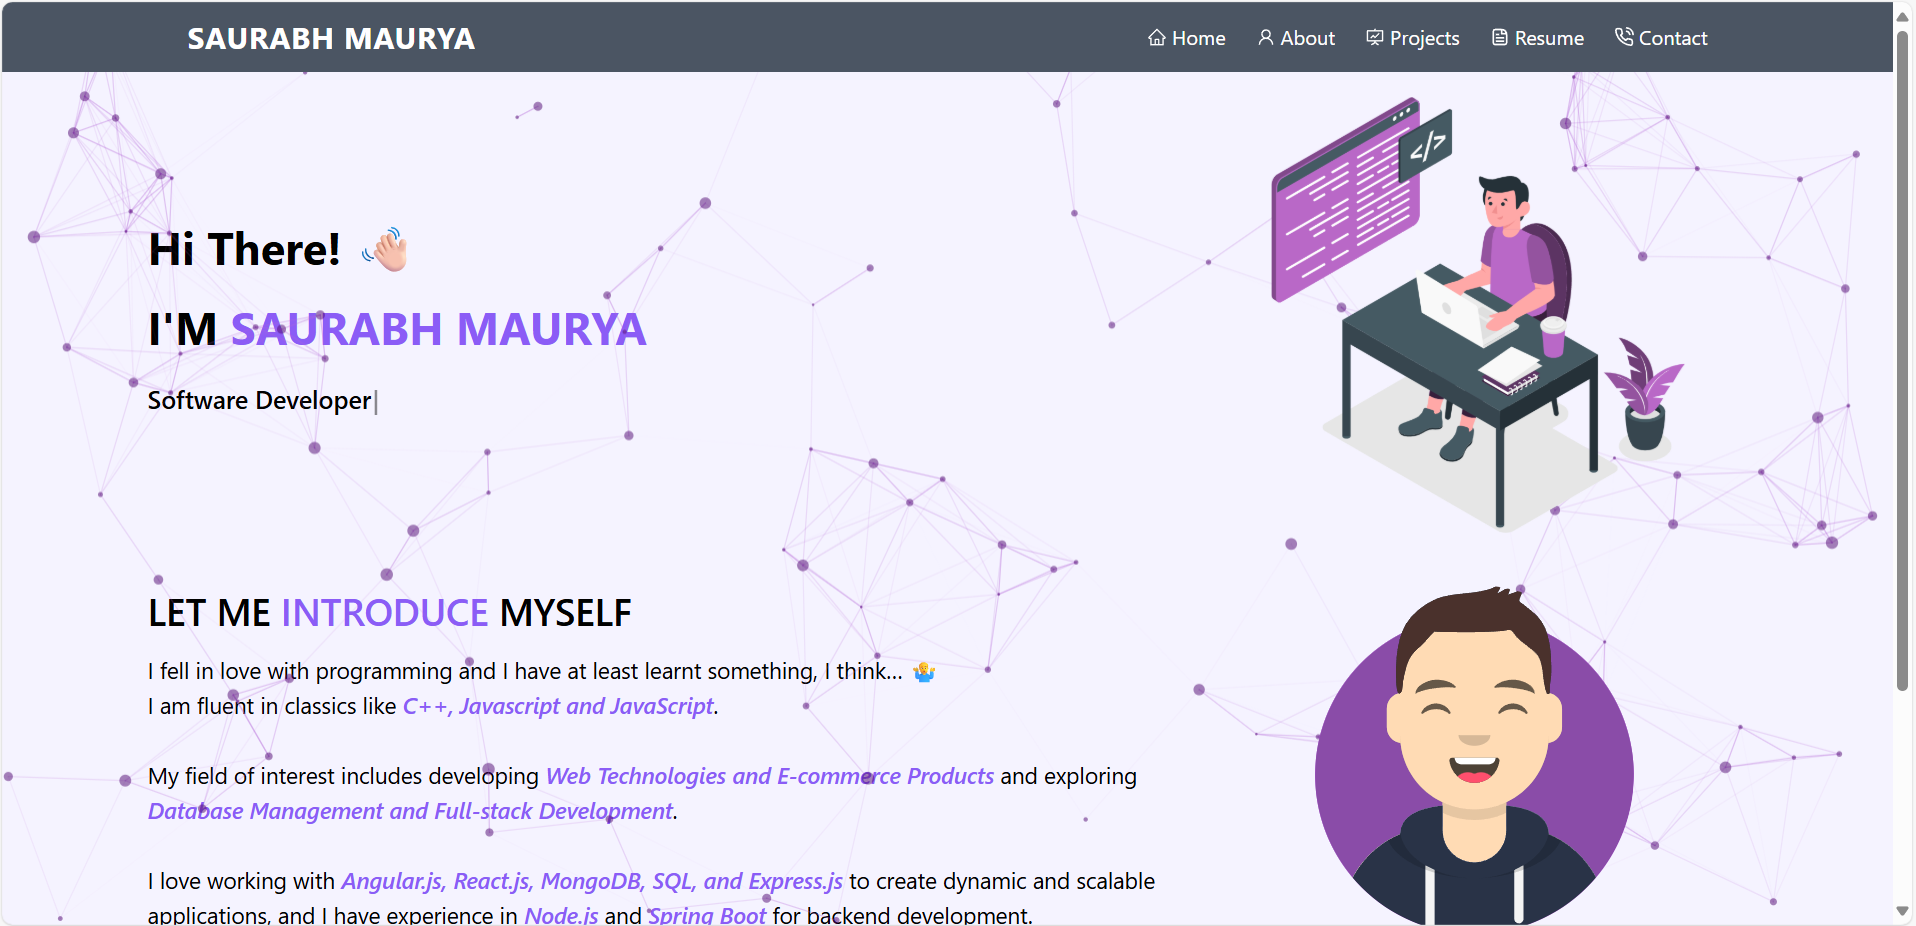 SAURABH MAURYA
Home About Projects Resume Contact
</>
Hi There! 👋🏻
I'M SAURABH MAURYA
Software Developer|
LET ME INTRODUCE MYSELF
I fell in love with programming and I have at least learnt something, I think… 🤷‍♂️
I am fluent in classics like C++, Javascript and JavaScript.
My field of interest includes developing Web Technologies and E-commerce Products and exploring
Database Management and Full-stack Development.
I love working with Angular.js, React.js, MongoDB, SQL, and Express.js to create dynamic and scalable
applications, and I have experience in Node.js and Spring Boot for backend development.